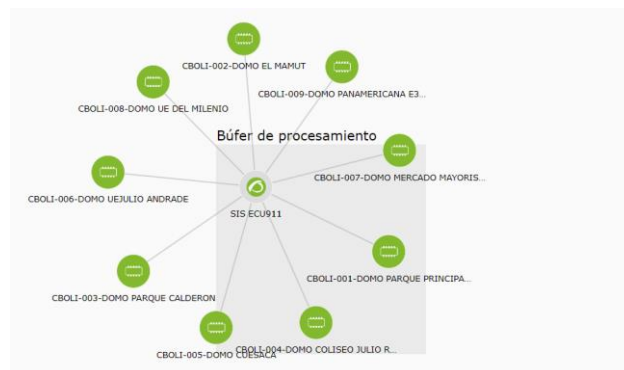 CBOLI-002-DOMO EL MAMUT
CBOLI-009-DOMO PANAMERICANA E3...
CBOLI-008-DOMO UE DEL MILENIO
Búfer de procesamiento
CBOLI-007-DOMO MERCADO MAYORIS...
CBOLI-006-DOMO UEJULIO ANDRADE
SIS ECU911
CBOLI-001-DOMO PARQUE PRINCIPA...
CBOLI-003-DOMO PARQUE CALDERON
CBOLI-004-DOMO COLISEO JULIO R...
CBOLI-005-DOMO CUESACA